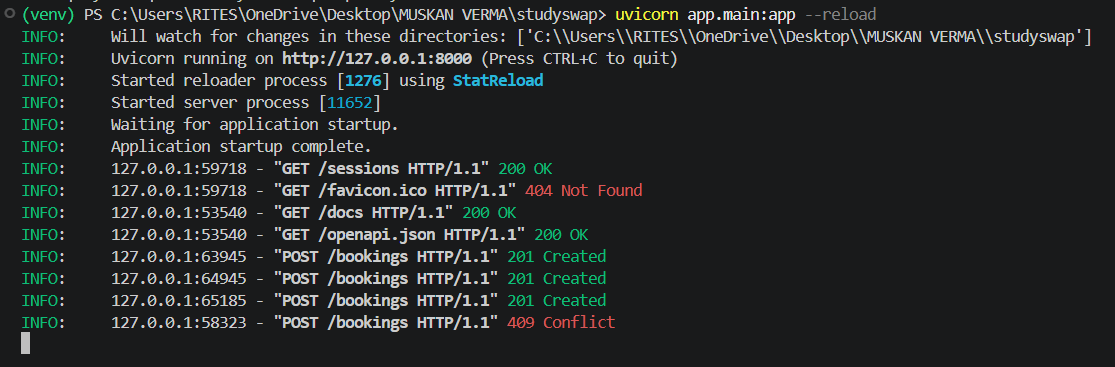 (venv) PS C:\Users\RITES\OneDrive\Desktop\MUSKAN VERMA\studyswap> uvicorn app.main:app --reload
INFO:     Will watch for changes in these directories: ['C:\\Users\\RITES\\OneDrive\\Desktop\\MUSKAN VERMA\\studyswap']
INFO:     Uvicorn running on http://127.0.0.1:8000 (Press CTRL+C to quit)
INFO:     Started reloader process [1276] using StatReload
INFO:     Started server process [11652]
INFO:     Waiting for application startup.
INFO:     Application startup complete.
INFO:     127.0.0.1:59718 - "GET /sessions HTTP/1.1" 200 OK
INFO:     127.0.0.1:59718 - "GET /favicon.ico HTTP/1.1" 404 Not Found
INFO:     127.0.0.1:53540 - "GET /docs HTTP/1.1" 200 OK
INFO:     127.0.0.1:53540 - "GET /openapi.json HTTP/1.1" 200 OK
INFO:     127.0.0.1:63945 - "POST /bookings HTTP/1.1" 201 Created
INFO:     127.0.0.1:64945 - "POST /bookings HTTP/1.1" 201 Created
INFO:     127.0.0.1:65185 - "POST /bookings HTTP/1.1" 201 Created
INFO:     127.0.0.1:58323 - "POST /bookings HTTP/1.1" 409 Conflict